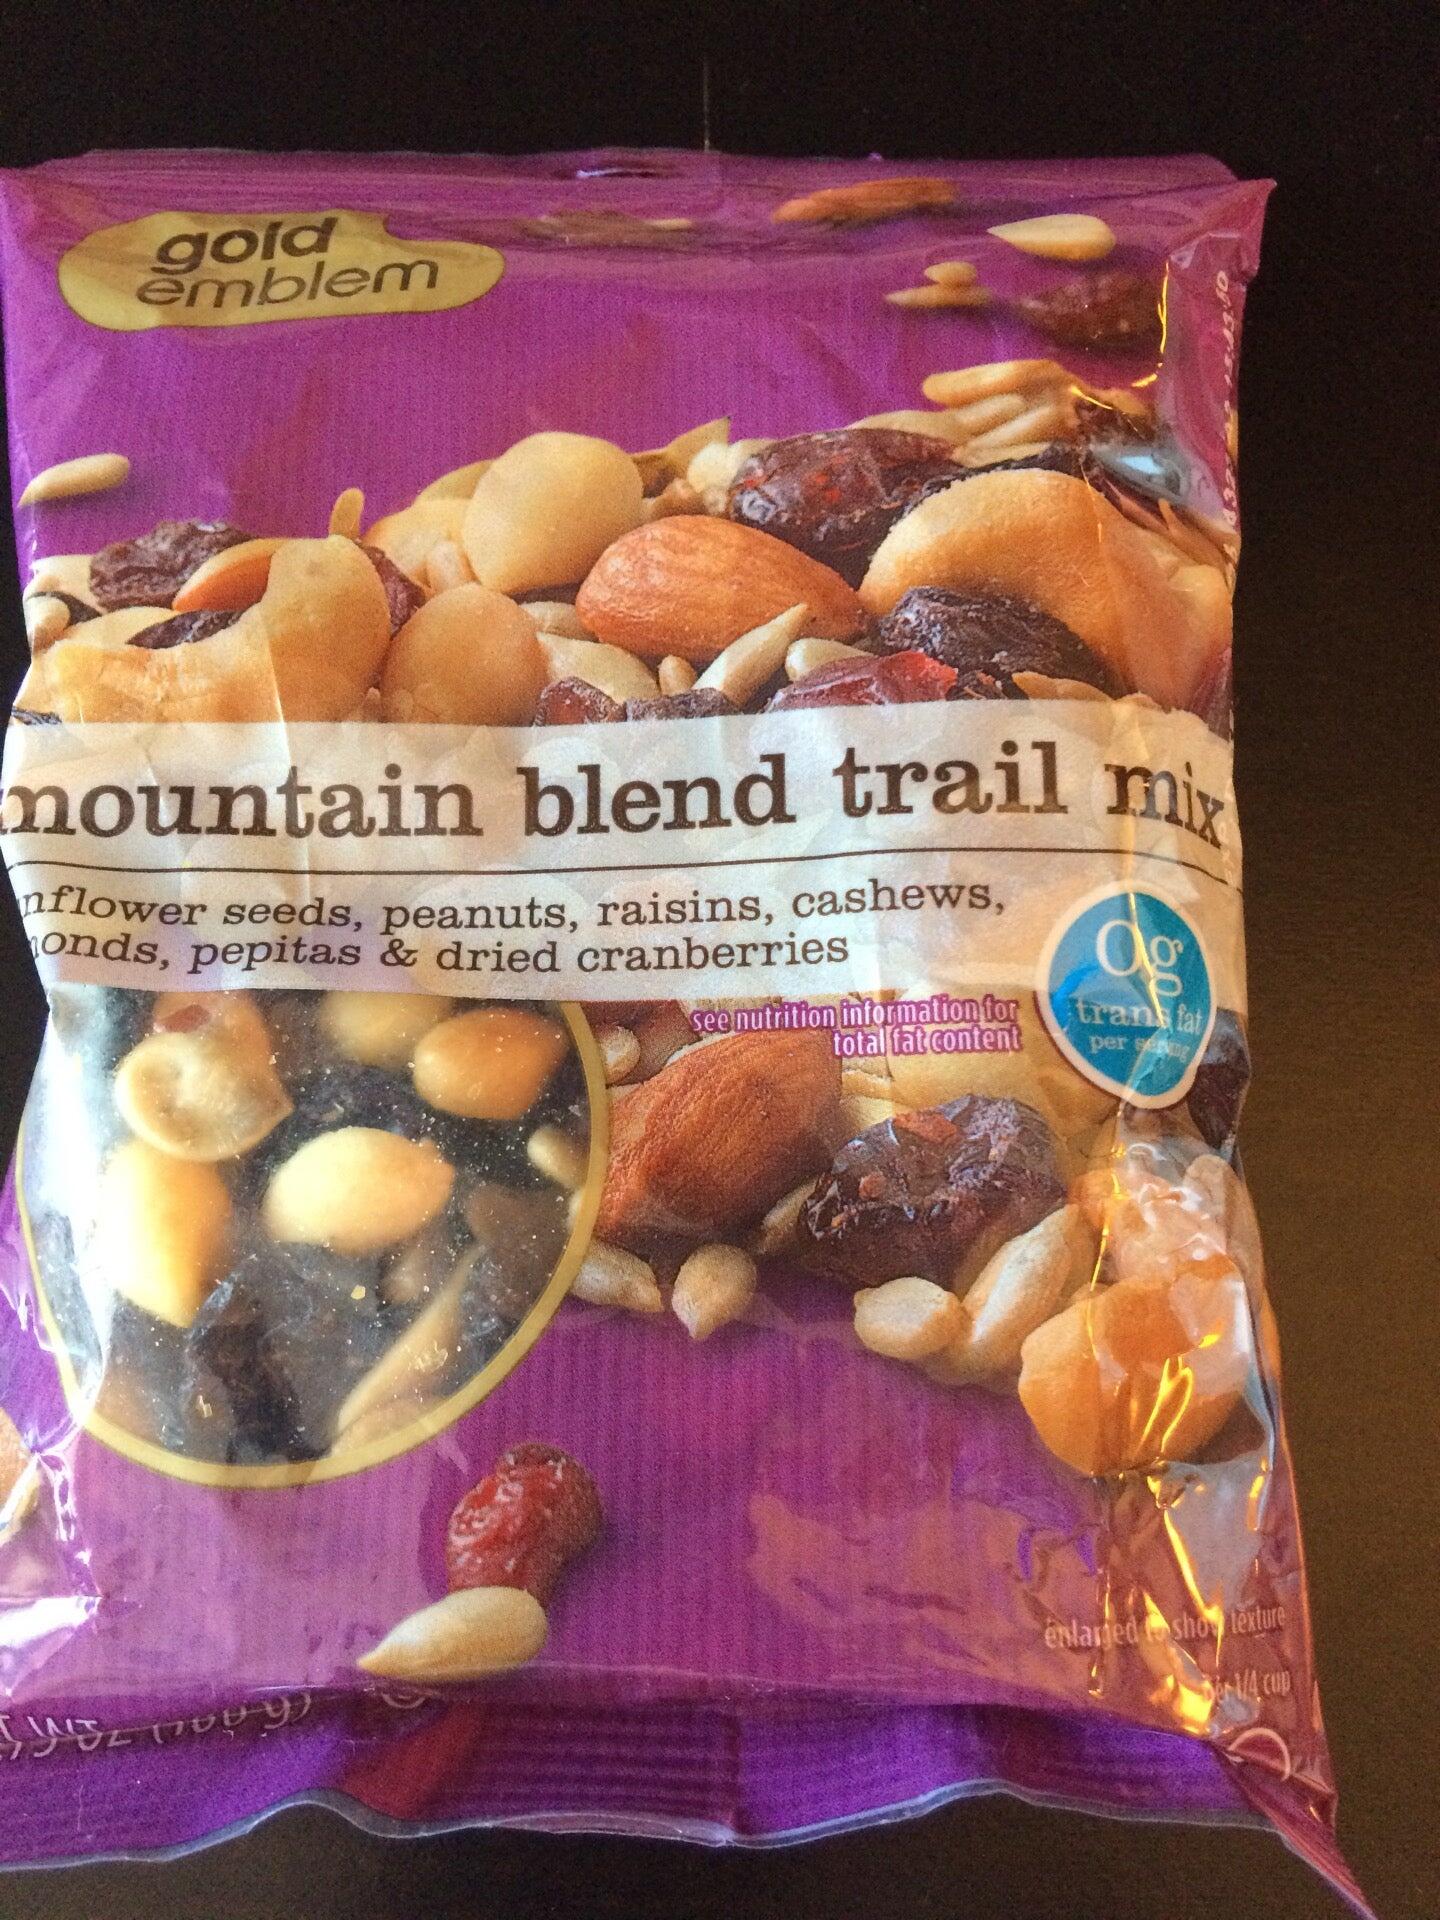 gold
emblem
mountain blend trail mix
nflower seeds, peanuts, raisins, cashews,
onds, pepitas & dried cranberries
see nutrition information for
total fat content
0g
trans fat
per serving
enlarged to show texture
per 1/4 cup